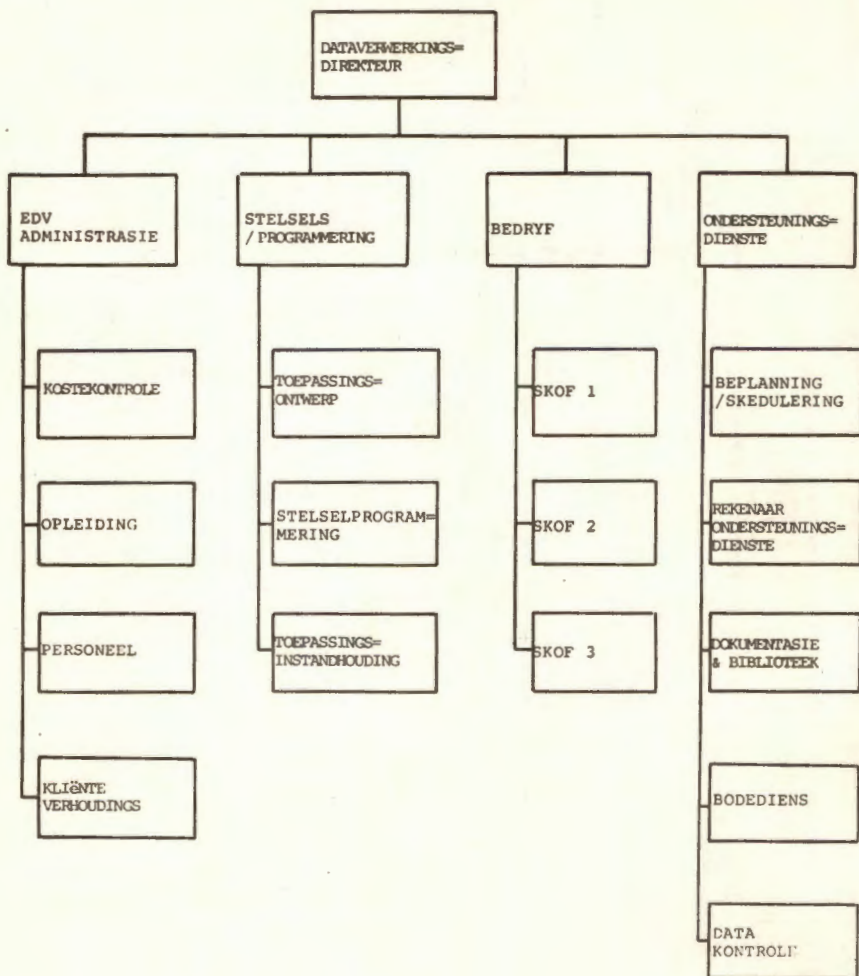 DATAVERWERKINGS=
DIREKTEUR
EDV
ADMINISTRASIE
STELSELS
/PROGRAMMERING
BEDRYF
ONDERSTEUNINGS=
DIENSTE
KOSTEKONTROLE
TOEPASSINGS=
ONTWERP
SKOF 1
BEPLANNING
/SKEDULERING
OPLEIDING
STELSELPROGRAM=
MERING
SKOF 2
REKENAAR
ONDERSTEUNINGS=
DIENSTE
PERSONEEL
TOEPASSINGS=
INSTANDHOUDING
SKOF 3
DOKUMENTASIE
& BIBLIOTEEK
KLIëNTE
VERHOUDINGS
BODEDIENS
DATA
KONTROLE